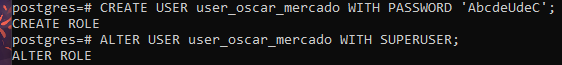 postgres=# CREATE USER user_oscar_mercado WITH PASSWORD 'AbcdeUdeC';
CREATE ROLE
postgres=# ALTER USER user_oscar_mercado WITH SUPERUSER;
ALTER ROLE